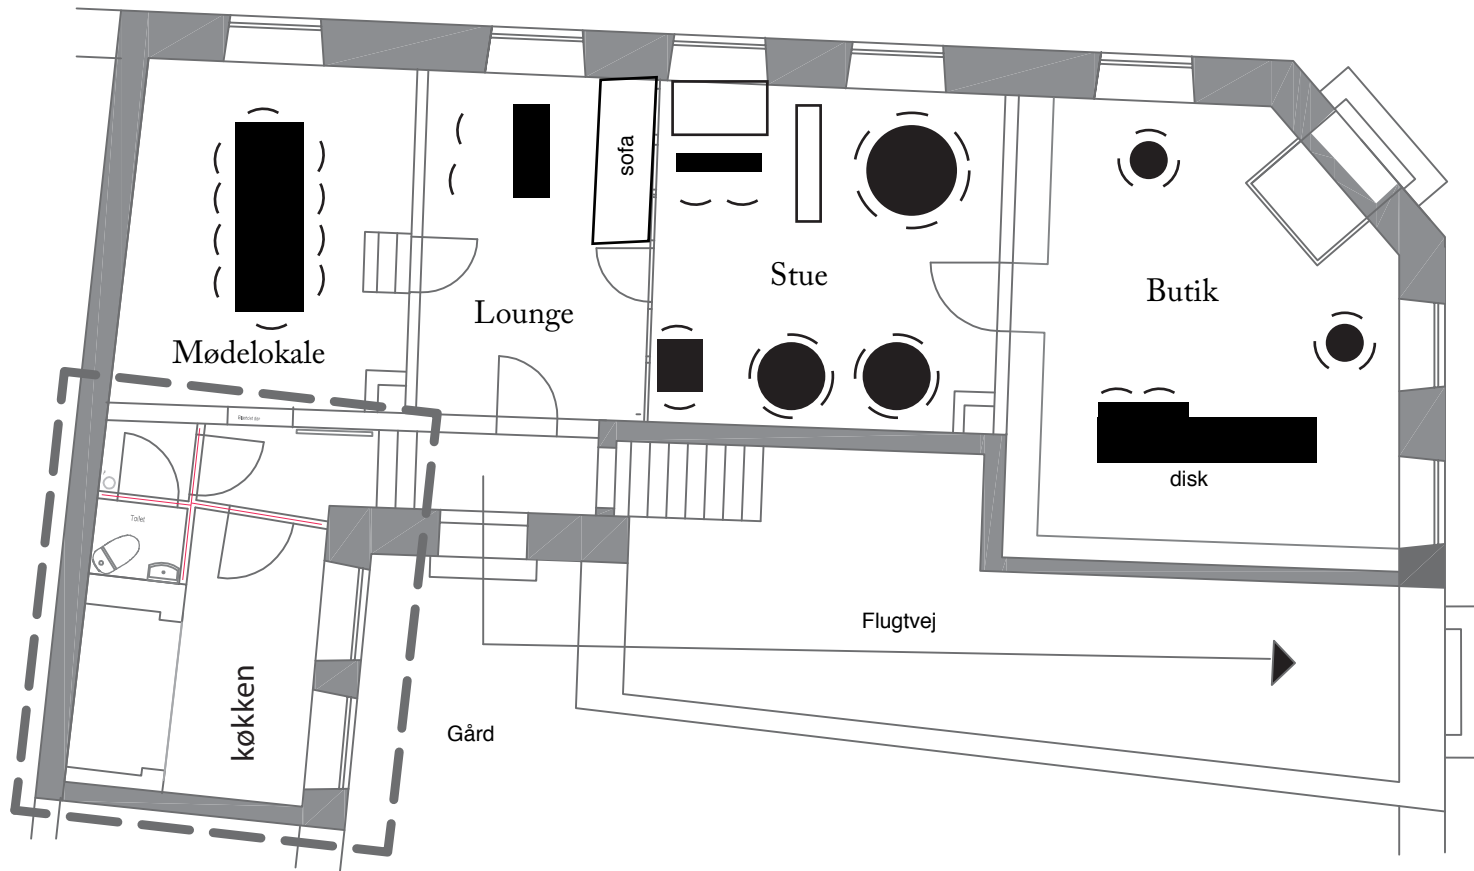 sofa
Stue
Butik
Lounge
Mødelokale
disk
Toilet
Flugtvej
køkken
Gård